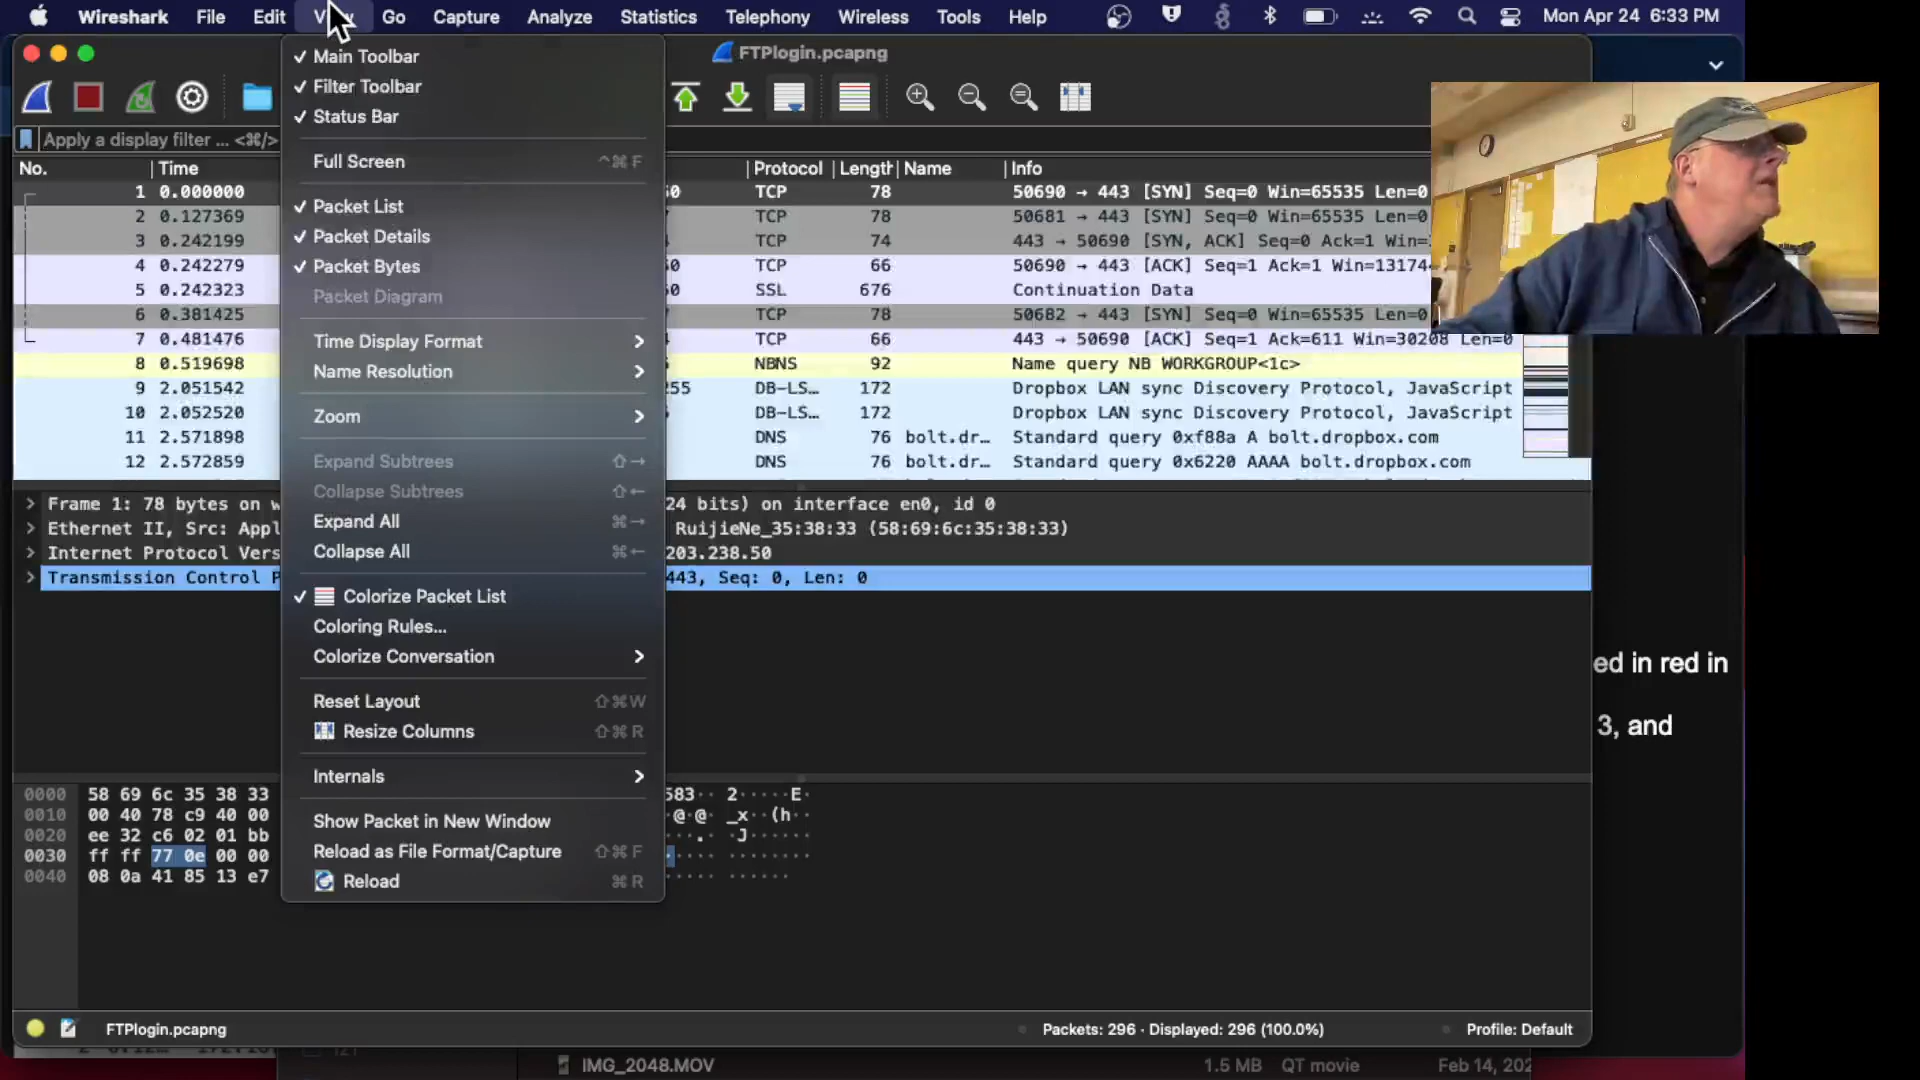 Wireshark File Edit Go Capture Analyze Statistics Telephony Wireless Tools Help Mon Apr 24 6:33 PM
FTPlogin.pcapng
Main Toolbar
Filter Toolbar
Status Bar
Full Screen ^⌘ F
Packet List
Packet Details
Packet Bytes
Packet Diagram
Time Display Format
Name Resolution
Zoom
Expand Subtrees ⇧→
Collapse Subtrees ⇧←
Expand All ⌘→
Collapse All ⌘←
Colorize Packet List
Coloring Rules...
Colorize Conversation
Reset Layout ⇧⌘W
Resize Columns ⇧⌘ R
Internals
Show Packet in New Window
Reload as File Format/Capture ⇧⌘ F
Reload ⌘ R
Apply a display filter ... <⌘/>
No. Time Protocol Length Name Info
1 0.000000 TCP 78 50690 → 443 [SYN] Seq=0 Win=65535 Len=0
2 0.127369 TCP 78 50681 → 443 [SYN] Seq=0 Win=65535 Len=0
3 0.242199 TCP 74 443 → 50690 [SYN, ACK] Seq=0 Ack=1 Win=
4 0.242279 TCP 66 50690 → 443 [ACK] Seq=1 Ack=1 Win=13174
5 0.242323 SSL 676 Continuation Data
6 0.381425 TCP 78 50682 → 443 [SYN] Seq=0 Win=65535 Len=0
7 0.481476 TCP 66 443 → 50690 [ACK] Seq=1 Ack=611 Win=30208 Len=0
8 0.519698 NBNS 92 Name query NB WORKGROUP<1c>
9 2.051542 255 DB-LS… 172 Dropbox LAN sync Discovery Protocol, JavaScript
10 2.052520 DB-LS… 172 Dropbox LAN sync Discovery Protocol, JavaScript
11 2.571898 DNS 76 bolt.dr… Standard query 0xf88a A bolt.dropbox.com
12 2.572859 DNS 76 bolt.dr… Standard query 0x6220 AAAA bolt.dropbox.com
Frame 1: 78 bytes on w 24 bits) on interface en0, id 0
Ethernet II, Src: Appl RuijieNe_35:38:33 (58:69:6c:35:38:33)
Internet Protocol Vers 203.238.50
Transmission Control P 443, Seq: 0, Len: 0
ed in red in
3, and
0000 58 69 6c 35 38 33 583·· 2·····E·
0010 00 40 78 c9 40 00 ·@·@· _x··(h··
0020 ee 32 c6 02 01 bb
0030 ff ff 77 0e 00 00
0040 08 0a 41 85 13 e7
FTPlogin.pcapng Packets: 296 · Displayed: 296 (100.0%) Profile: Default
IMG_2048.MOV 1.5 MB QT movie Feb 14, 202